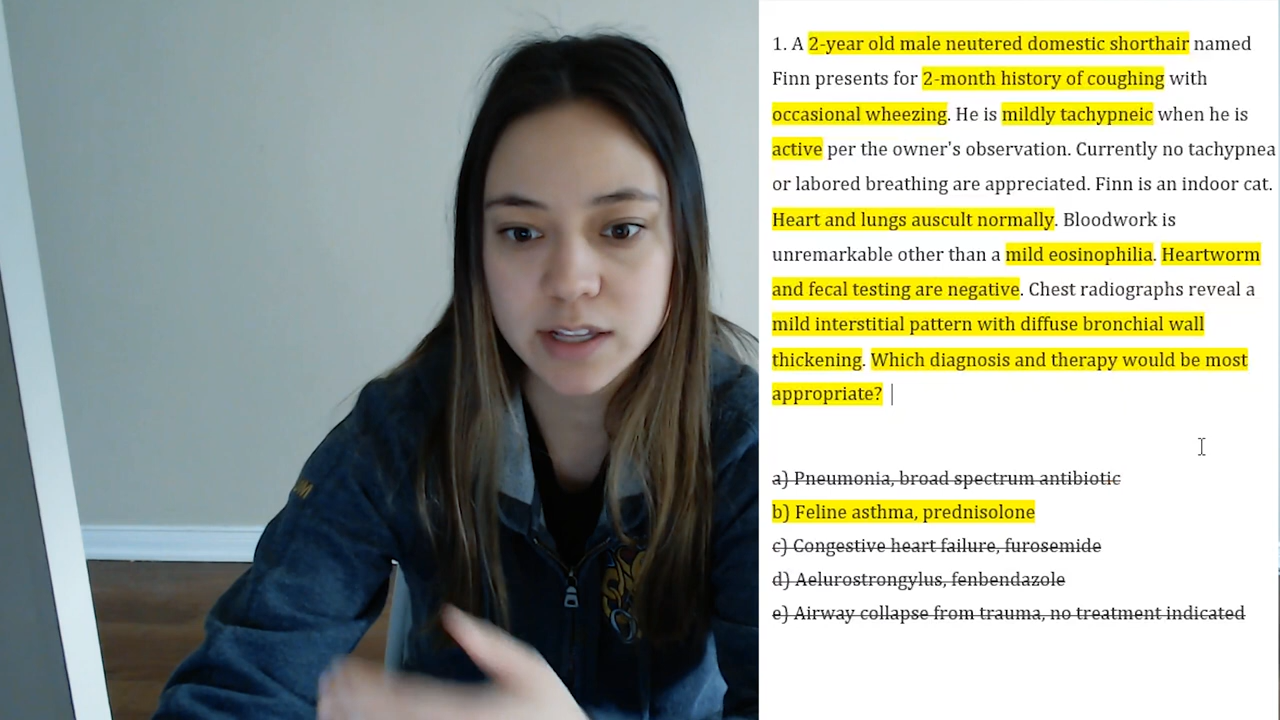 1. A 2-year old male neutered domestic shorthair named
Finn presents for 2-month history of coughing with
occasional wheezing. He is mildly tachypneic when he is
active per the owner's observation. Currently no tachypnea
or labored breathing are appreciated. Finn is an indoor cat.
Heart and lungs auscult normally. Bloodwork is
unremarkable other than a mild eosinophilia. Heartworm
and fecal testing are negative. Chest radiographs reveal a
mild interstitial pattern with diffuse bronchial wall
thickening. Which diagnosis and therapy would be most
appropriate?
a) Pneumonia, broad spectrum antibiotic
b) Feline asthma, prednisolone
c) Congestive heart failure, furosemide
d) Aelurostrongylus, fenbendazole
e) Airway collapse from trauma, no treatment indicated